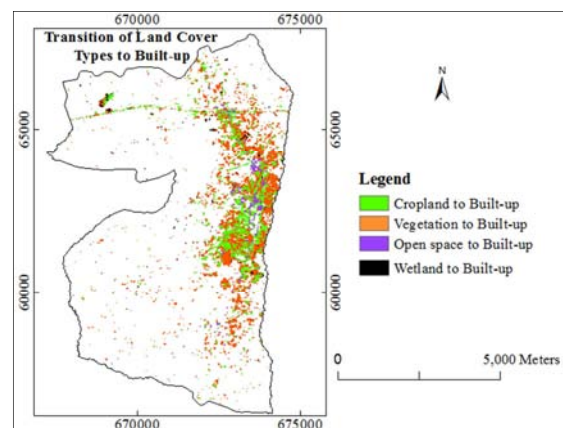 670000 675000
Transition of Land Cover
Types to Built-up
N
65000 65000
Legend
Cropland to Built-up
Vegetation to Built-up
Open space to Built-up
Wetland to Built-up
60000 60000
0 5,000 Meters
670000 675000